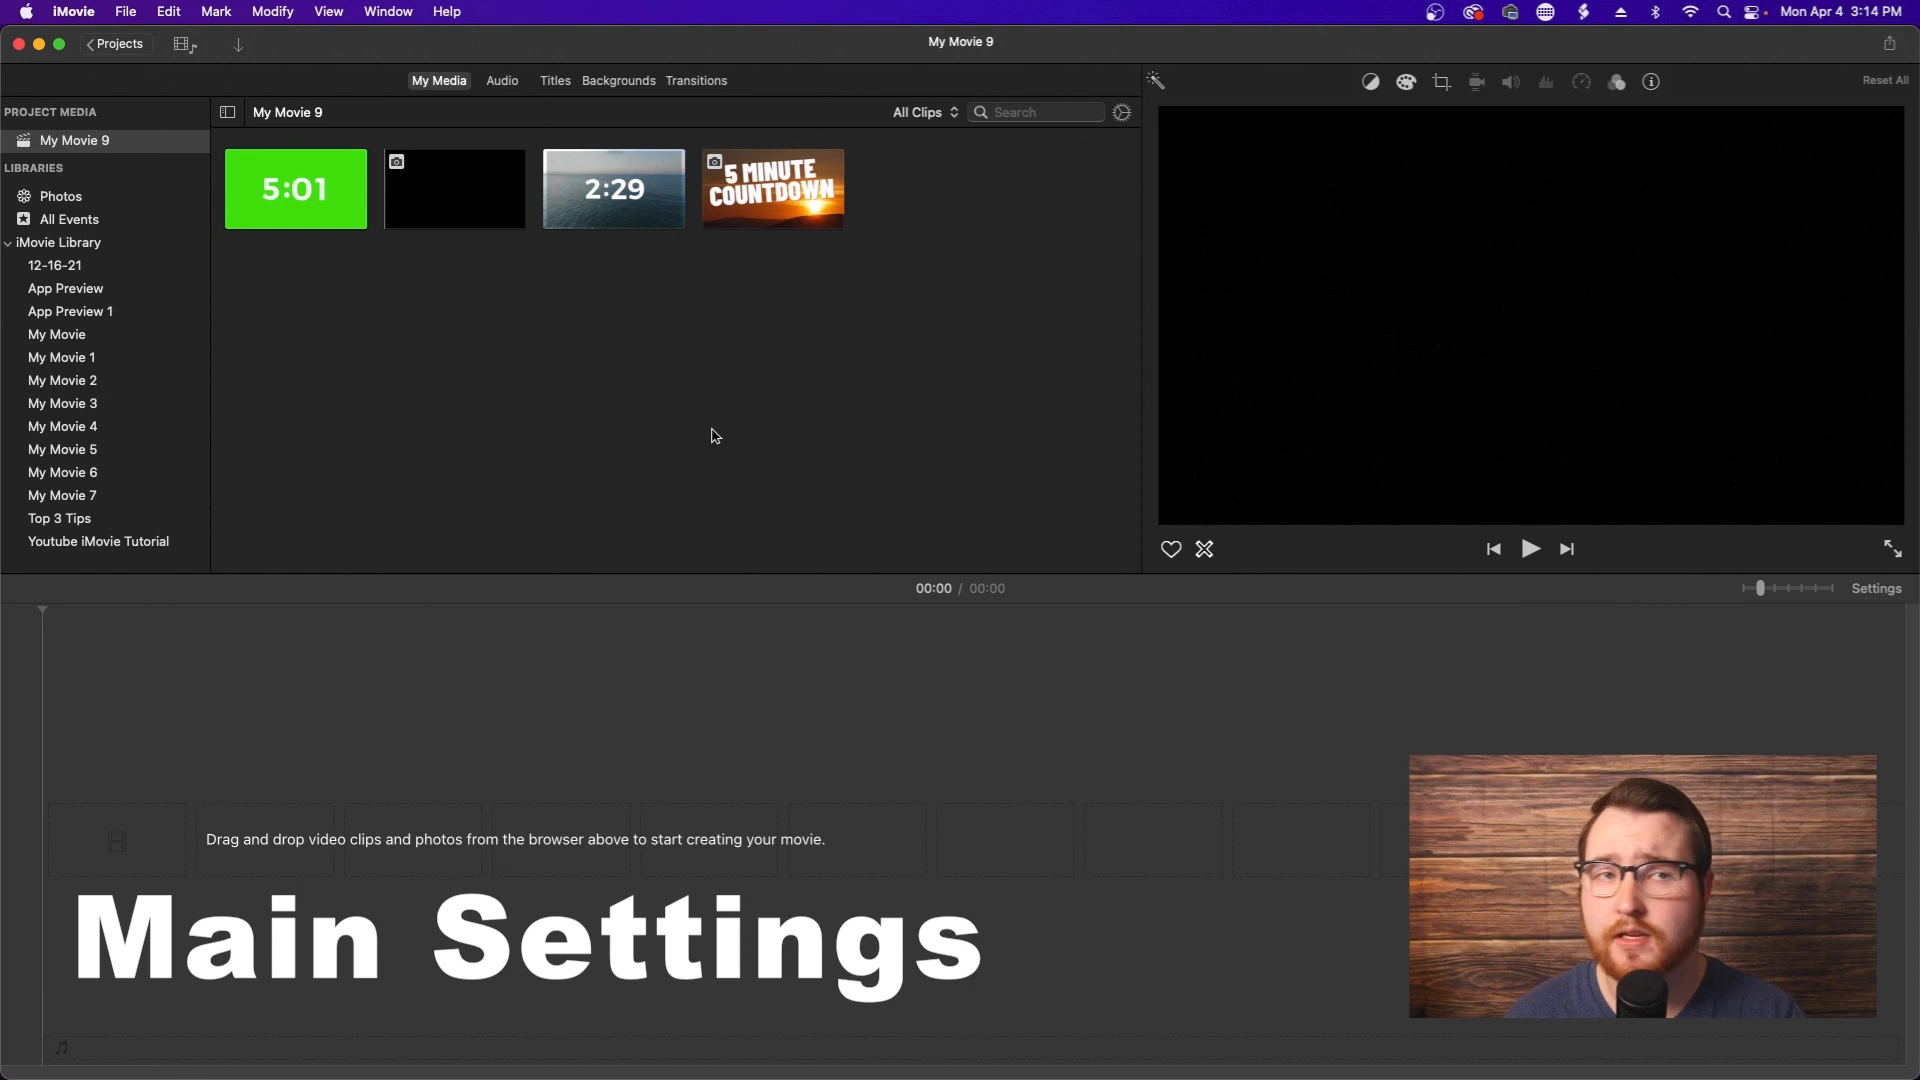 iMovie File Edit Mark Modify View Window Help
Mon Apr 4 3:14 PM
Projects
My Movie 9
My Media Audio Titles Backgrounds Transitions
Reset All
PROJECT MEDIA
My Movie 9
All Clips
Search
My Movie 9
LIBRARIES
Photos
All Events
iMovie Library
12-16-21
App Preview
App Preview 1
My Movie
My Movie 1
My Movie 2
My Movie 3
My Movie 4
My Movie 5
My Movie 6
My Movie 7
Top 3 Tips
Youtube iMovie Tutorial
5:01
2:29
5 MINUTE
COUNTDOWN
00:00 / 00:00
Settings
Drag and drop video clips and photos from the browser above to start creating your movie.
Main Settings